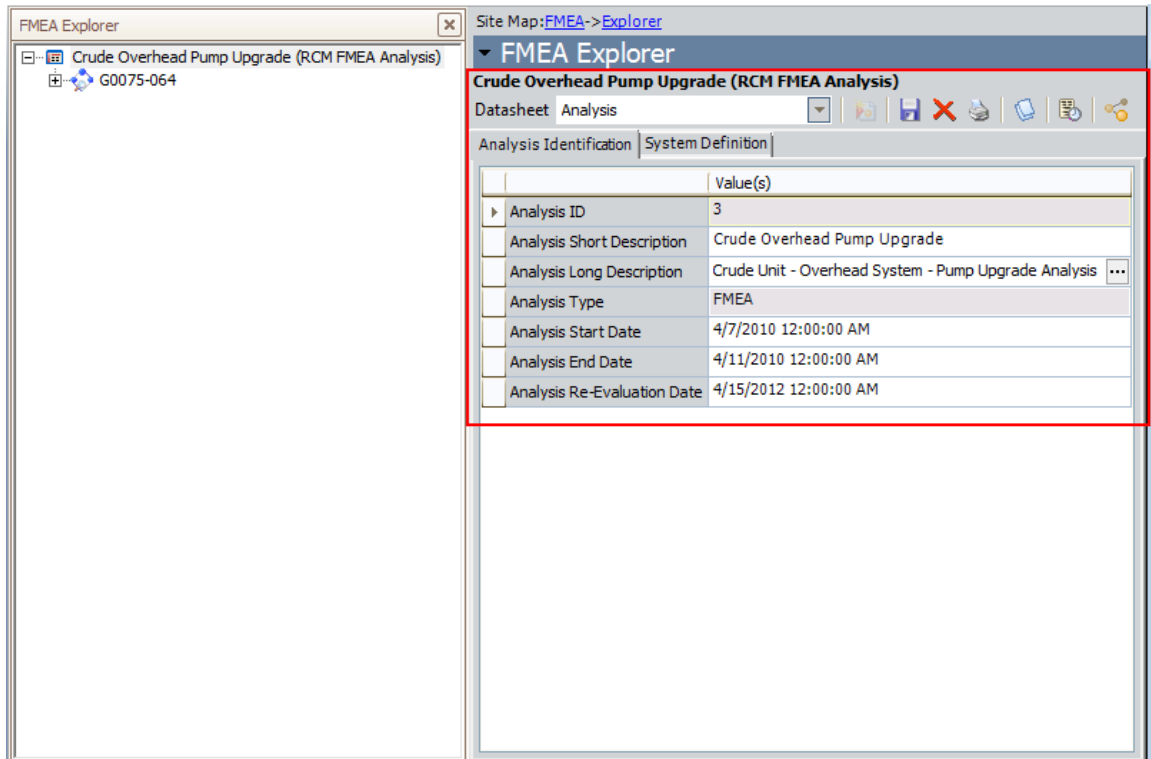 FMEA Explorer
Crude Overhead Pump Upgrade (RCM FMEA Analysis)
G0075-064
Site Map:FMEA->Explorer
FMEA Explorer
Crude Overhead Pump Upgrade (RCM FMEA Analysis)
Datasheet Analysis
Analysis Identification System Definition
Value(s)
Analysis ID 3
Analysis Short Description Crude Overhead Pump Upgrade
Analysis Long Description Crude Unit - Overhead System - Pump Upgrade Analysis ...
Analysis Type FMEA
Analysis Start Date 4/7/2010 12:00:00 AM
Analysis End Date 4/11/2010 12:00:00 AM
Analysis Re-Evaluation Date 4/15/2012 12:00:00 AM